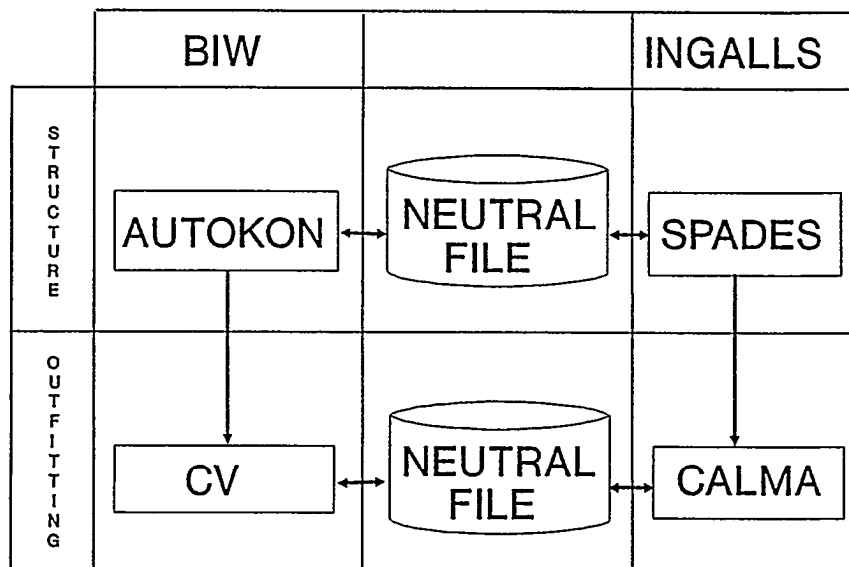 BIW
INGALLS
STRUCTURE
AUTOKON
NEUTRAL
FILE
SPADES
OUTFITTING
CV
NEUTRAL
FILE
CALMA